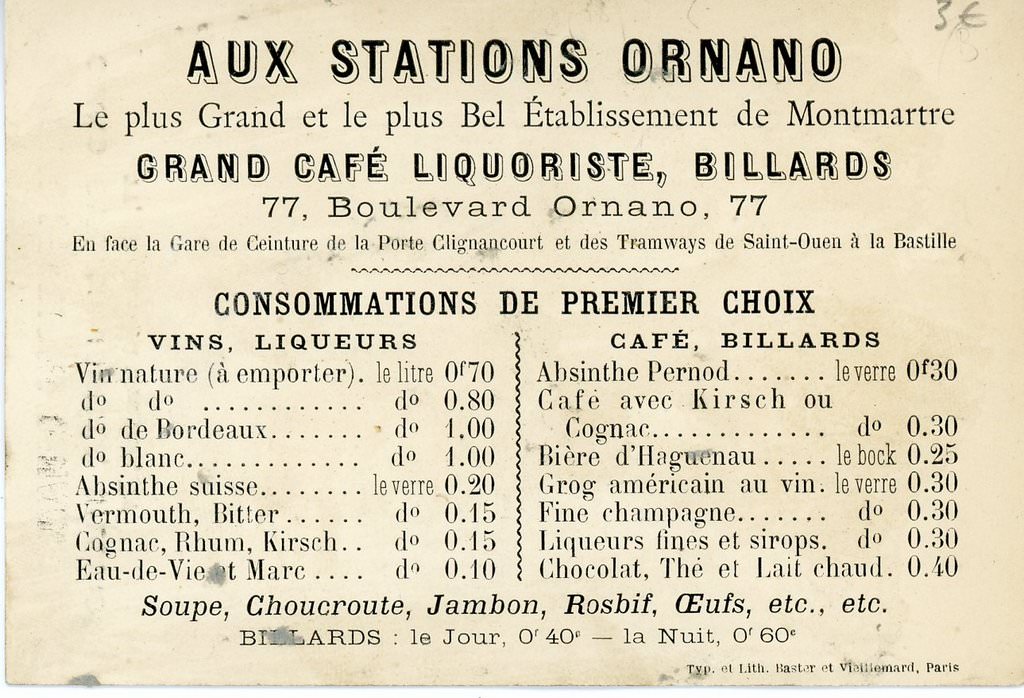 3€
AUX STATIONS ORNANO
Le plus Grand et le plus Bel Établissement de Montmartre
GRAND CAFÉ LIQUORISTE, BILLARDS
77, Boulevard Ornano, 77
En face la Gare de Ceinture de la Porte Clignancourt et des Tramways de Saint-Ouen à la Bastille
CONSOMMATIONS DE PREMIER CHOIX
VINS, LIQUEURS
Vin nature (à emporter). le litre 0f70
dº dº ............ dº 0.80
dº de Bordeaux....... dº 1.00
dº blanc.............. dº 1.00
Absinthe suisse........ le verre 0.20
Vermouth, Bitter ...... dº 0.15
Cognac, Rhum, Kirsch.. dº 0.15
Eau-de-Vie et Marc .... dº 0.10
CAFÉ, BILLARDS
Absinthe Pernod....... le verre 0f30
Café avec Kirsch ou
Cognac.............. dº 0.30
Bière d'Haguenau ..... le bock 0.25
Grog américain au vin. le verre 0.30
Fine champagne....... dº 0.30
Liqueurs fines et sirops. dº 0.30
Chocolat, Thé et Lait chaud. 0.40
Soupe, Choucroute, Jambon, Rosbif, Œufs, etc., etc.
BILLARDS : le Jour, 0f 40c — la Nuit, 0f 60c
Typ. et Lith. Baster et Vieillemard, Paris